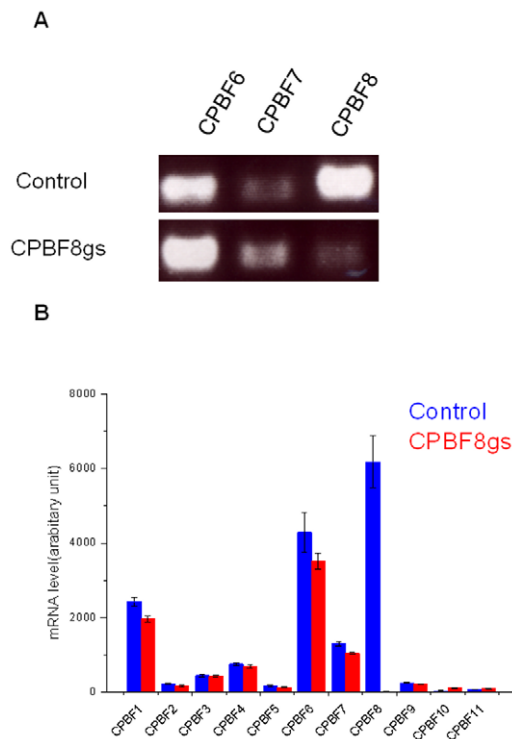 A
CPBF6 CPBF7 CPBF8
Control
CPBF8gs
B
8000
6000
4000
2000
0
mRNA level(arabitary unit)
Control
CPBF8gs
CPBF1 CPBF2 CPBF3 CPBF4 CPBF5 CPBF6 CPBF7 CPBF8 CPBF9 CPBF10 CPBF11